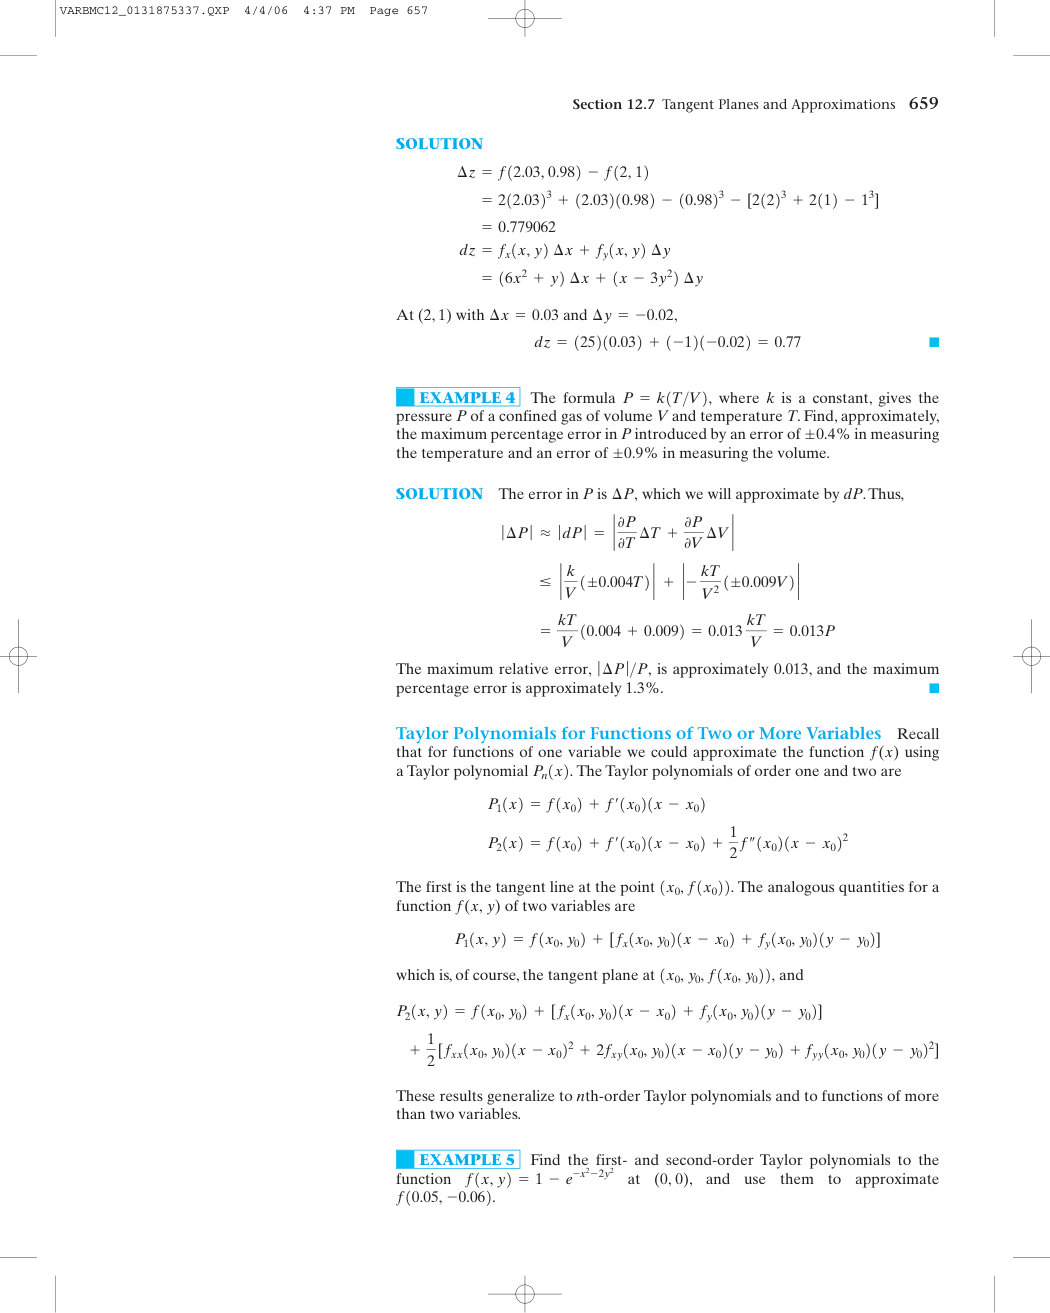 VARBMC12_0131875337.QXP 4/4/06 4:37 PM Page 657
Section 12.7 Tangent Planes and Approximations 659
SOLUTION
Δz = f(2.03, 0.98) − f(2, 1)
= 2(2.03)³ + (2.03)(0.98) − (0.98)³ − [2(2)³ + 2(1) − 1³]
= 0.779062
dz = fₓ(x, y) Δx + f_y(x, y) Δy
= (6x² + y) Δx + (x − 3y²) Δy
At (2, 1) with Δx = 0.03 and Δy = −0.02,
dz = (25)(0.03) + (−1)(−0.02) = 0.77
EXAMPLE 4 The formula P = k(T/V), where k is a constant, gives the
pressure P of a confined gas of volume V and temperature T. Find, approximately,
the maximum percentage error in P introduced by an error of ±0.4% in measuring
the temperature and an error of ±0.9% in measuring the volume.
SOLUTION The error in P is ΔP, which we will approximate by dP. Thus,
|ΔP| ≈ |dP| = |∂P/∂T ΔT + ∂P/∂V ΔV|
≤ |k/V (±0.004T)| + |−kT/V² (±0.009V)|
= kT/V (0.004 + 0.009) = 0.013 kT/V = 0.013P
The maximum relative error, |ΔP|/P, is approximately 0.013, and the maximum
percentage error is approximately 1.3%.
Taylor Polynomials for Functions of Two or More Variables Recall
that for functions of one variable we could approximate the function f(x) using
a Taylor polynomial Pₙ(x). The Taylor polynomials of order one and two are
P₁(x) = f(x₀) + f′(x₀)(x − x₀)
P₂(x) = f(x₀) + f′(x₀)(x − x₀) + 1/2 f″(x₀)(x − x₀)²
The first is the tangent line at the point (x₀, f(x₀)). The analogous quantities for a
function f(x, y) of two variables are
P₁(x, y) = f(x₀, y₀) + [fₓ(x₀, y₀)(x − x₀) + f_y(x₀, y₀)(y − y₀)]
which is, of course, the tangent plane at (x₀, y₀, f(x₀, y₀)), and
P₂(x, y) = f(x₀, y₀) + [fₓ(x₀, y₀)(x − x₀) + f_y(x₀, y₀)(y − y₀)]
+ 1/2 [fₓₓ(x₀, y₀)(x − x₀)² + 2f_xy(x₀, y₀)(x − x₀)(y − y₀) + f_yy(x₀, y₀)(y − y₀)²]
These results generalize to nth-order Taylor polynomials and to functions of more
than two variables.
EXAMPLE 5 Find the first- and second-order Taylor polynomials to the
function f(x, y) = 1 − e^(−x²−2y²) at (0, 0), and use them to approximate
f(0.05, −0.06).